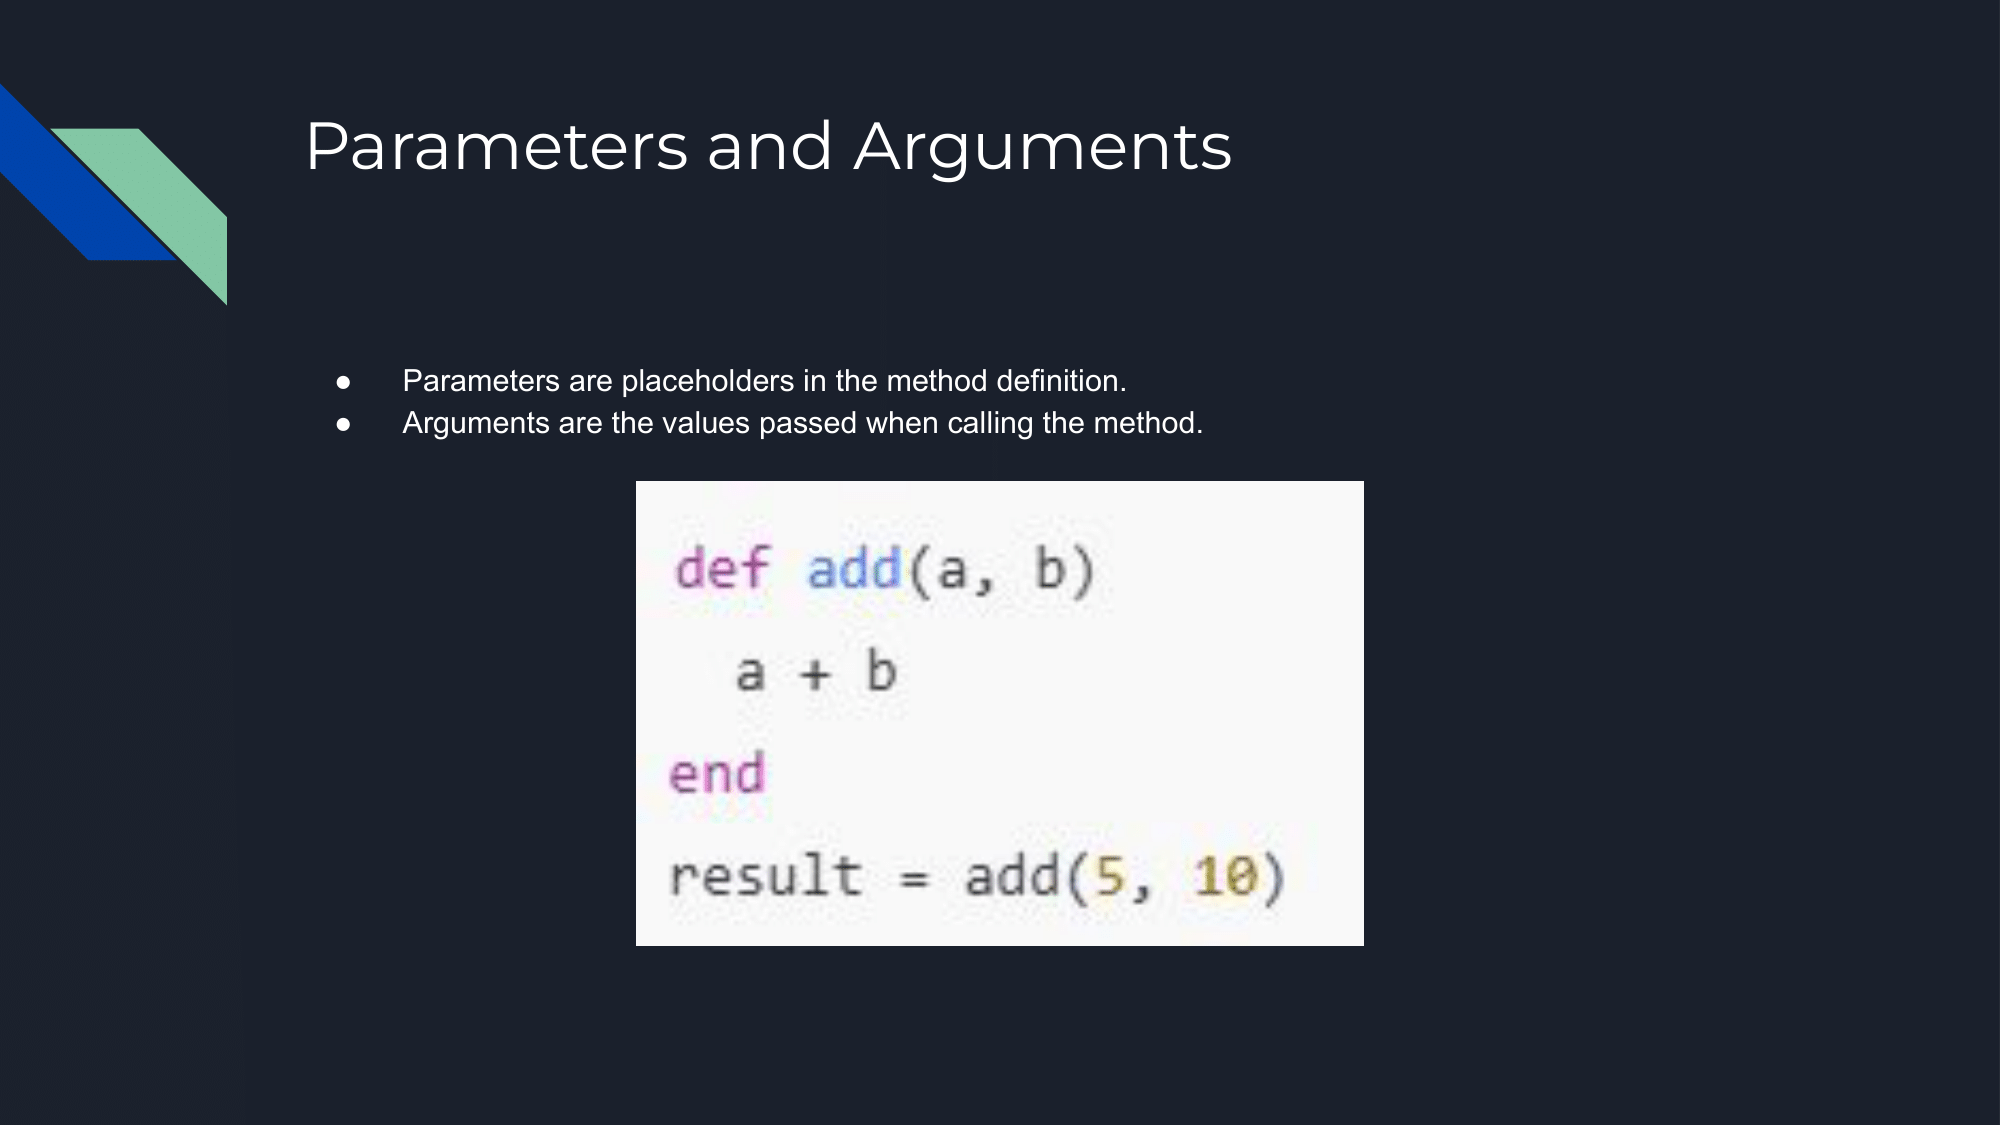 Parameters and Arguments
● Parameters are placeholders in the method definition.
● Arguments are the values passed when calling the method.
def add(a, b)
  a + b
end
result = add(5, 10)